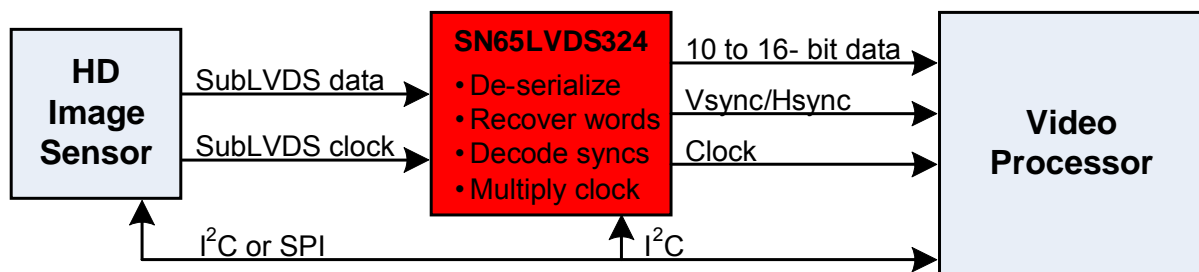 HD
Image
Sensor
SubLVDS data
SubLVDS clock
I²C or SPI
SN65LVDS324
• De-serialize
• Recover words
• Decode syncs
• Multiply clock
I²C
10 to 16- bit data
Vsync/Hsync
Clock
Video
Processor